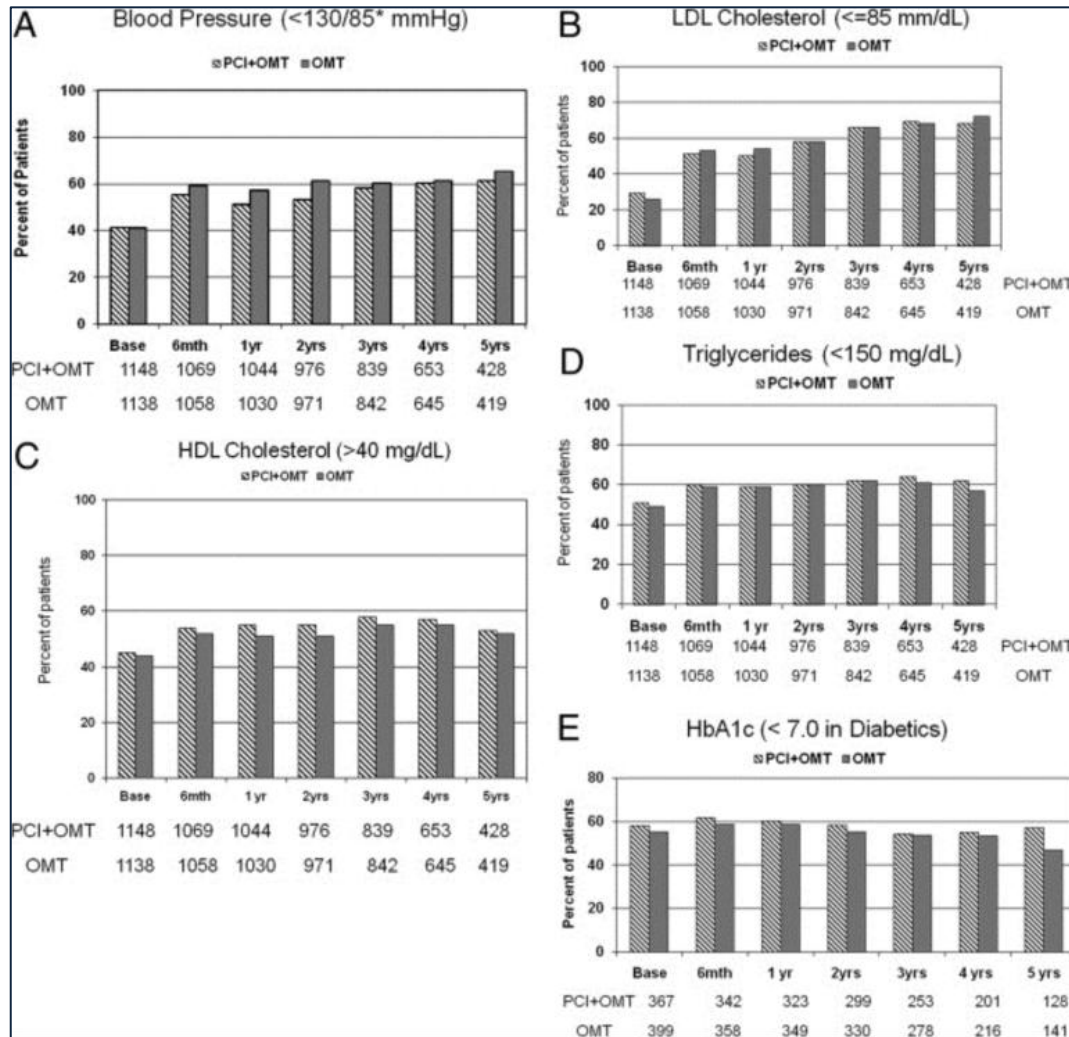 A
Blood Pressure (<130/85* mmHg)
PCI+OMT OMT
Percent of Patients
100
80
60
40
20
0
Base 6mth 1yr 2yrs 3yrs 4yrs 5yrs
PCI+OMT 1148 1069 1044 976 839 653 428
OMT 1138 1058 1030 971 842 645 419
B
LDL Cholesterol (<=85 mm/dL)
PCI+OMT OMT
Percent of patients
100
80
60
40
20
0
Base 6mth 1 yr 2yrs 3yrs 4yrs 5yrs
1148 1069 1044 976 839 653 428 PCI+OMT
1138 1058 1030 971 842 645 419 OMT
C
HDL Cholesterol (>40 mg/dL)
PCI+OMT OMT
Percent of patients
100
80
60
40
20
0
Base 6mth 1 yr 2yrs 3yrs 4yrs 5yrs
PCI+OMT 1148 1069 1044 976 839 653 428
OMT 1138 1058 1030 971 842 645 419
D
Triglycerides (<150 mg/dL)
PCI+OMT OMT
Percent of patients
100
80
60
40
20
0
Base 6mth 1 yr 2yrs 3yrs 4yrs 5yrs
1148 1069 1044 976 839 653 428 PCI+OMT
1138 1058 1030 971 842 645 419 OMT
E
HbA1c (< 7.0 in Diabetics)
PCI+OMT OMT
Percent of patients
80
60
40
20
0
Base 6mth 1 yr 2yrs 3yrs 4 yrs 5 yrs
PCI+OMT 367 342 323 299 253 201 128
OMT 399 358 349 330 278 216 141